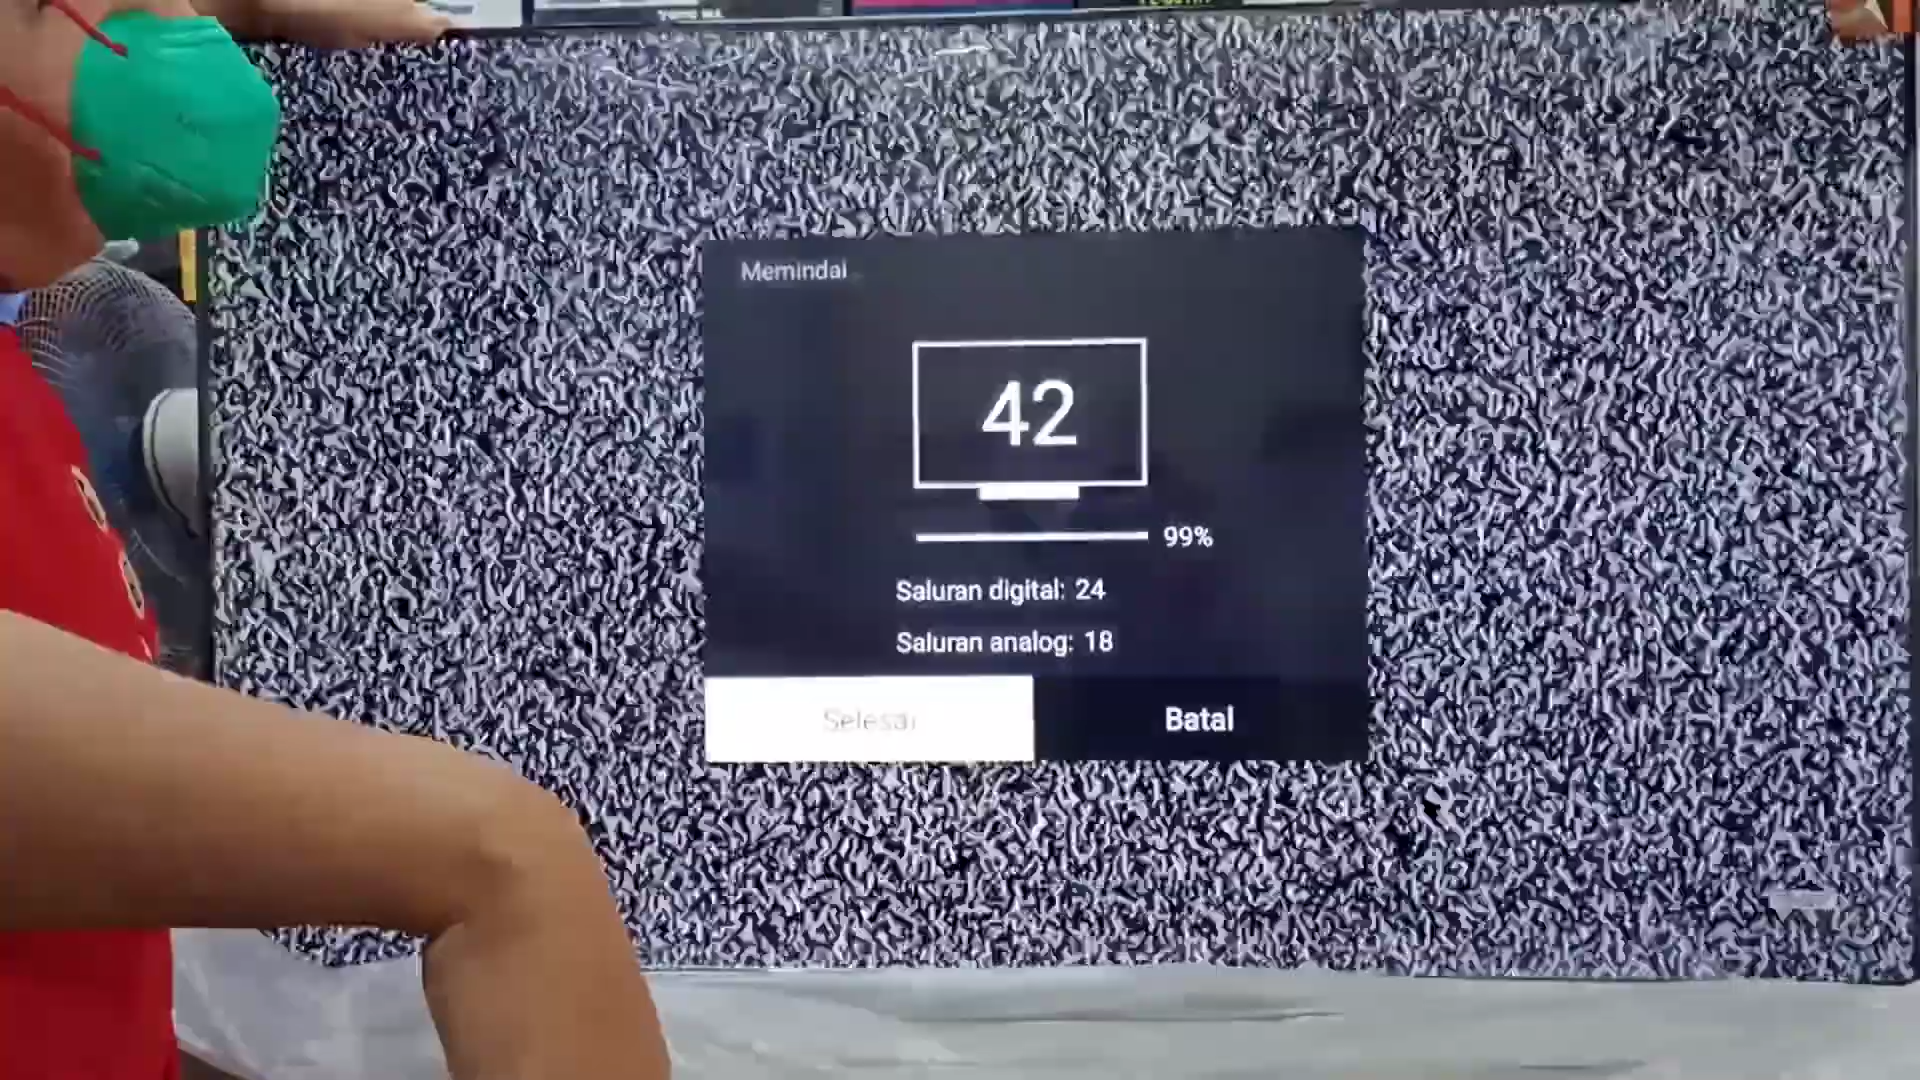 Memindai
42
99%
Saluran digital: 24
Saluran analog: 18
Selesai
Batal